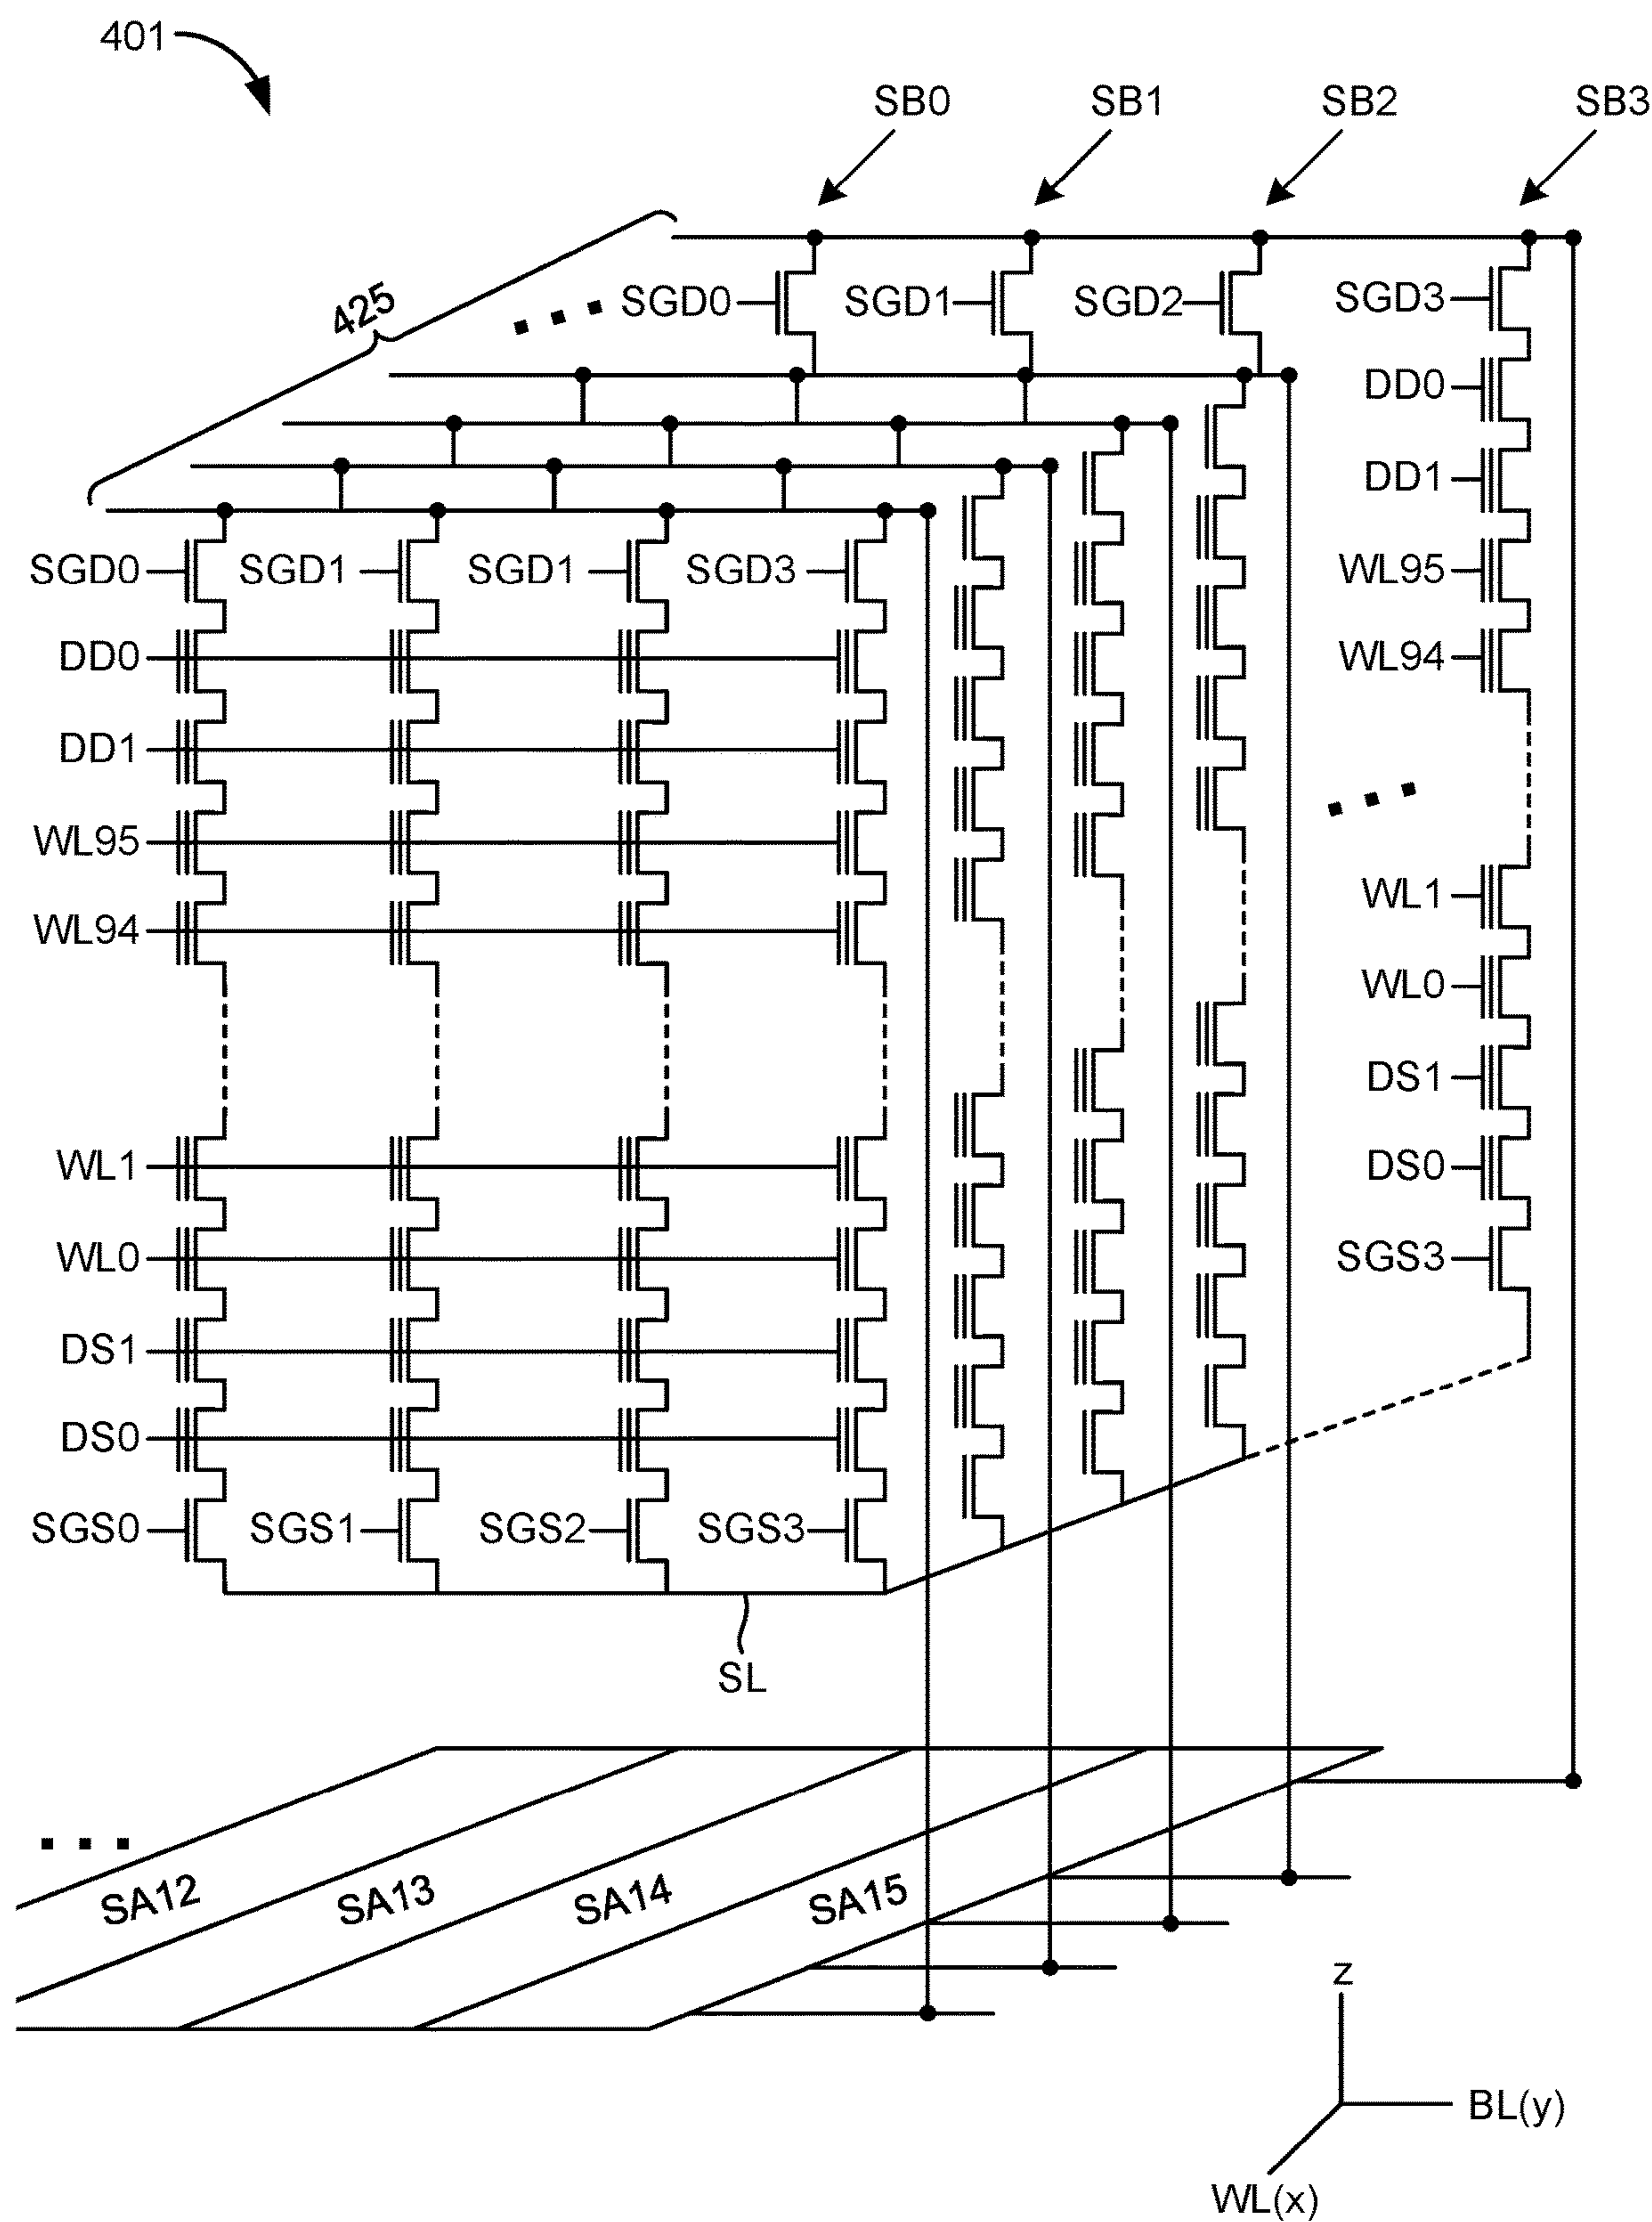 401
SB0 SB1 SB2 SB3
425
SGD0 SGD1 SGD2 SGD3
DD0
DD1
WL95
WL94
WL1
WL0
DS1
DS0
SGS3
SGD0 SGD1 SGD1 SGD3
DD0
DD1
WL95
WL94
WL1
WL0
DS1
DS0
SGS0 SGS1 SGS2 SGS3
SL
SA12 SA13 SA14 SA15
z
BL(y)
WL(x)